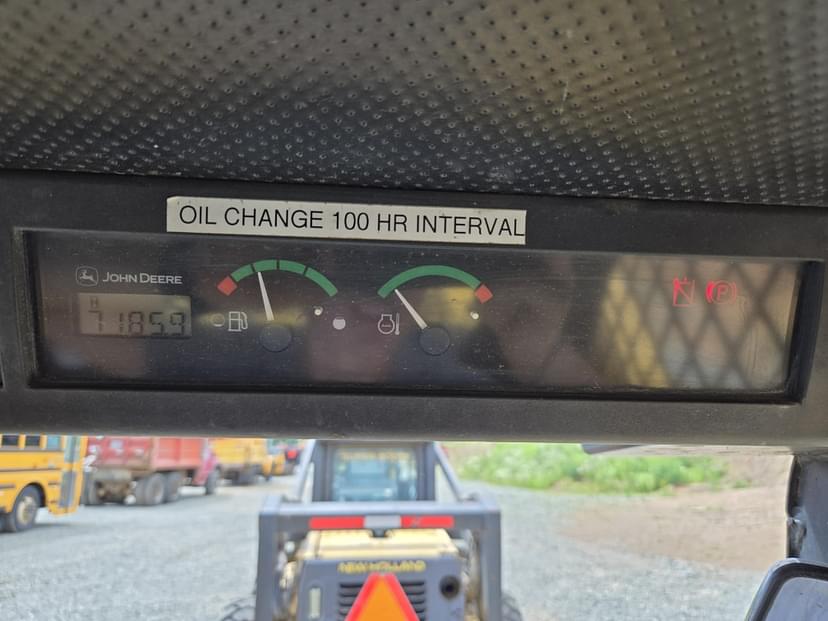 OIL CHANGE 100 HR INTERVAL
JOHN DEERE
H
7185.9
P
NEW HOLLAND